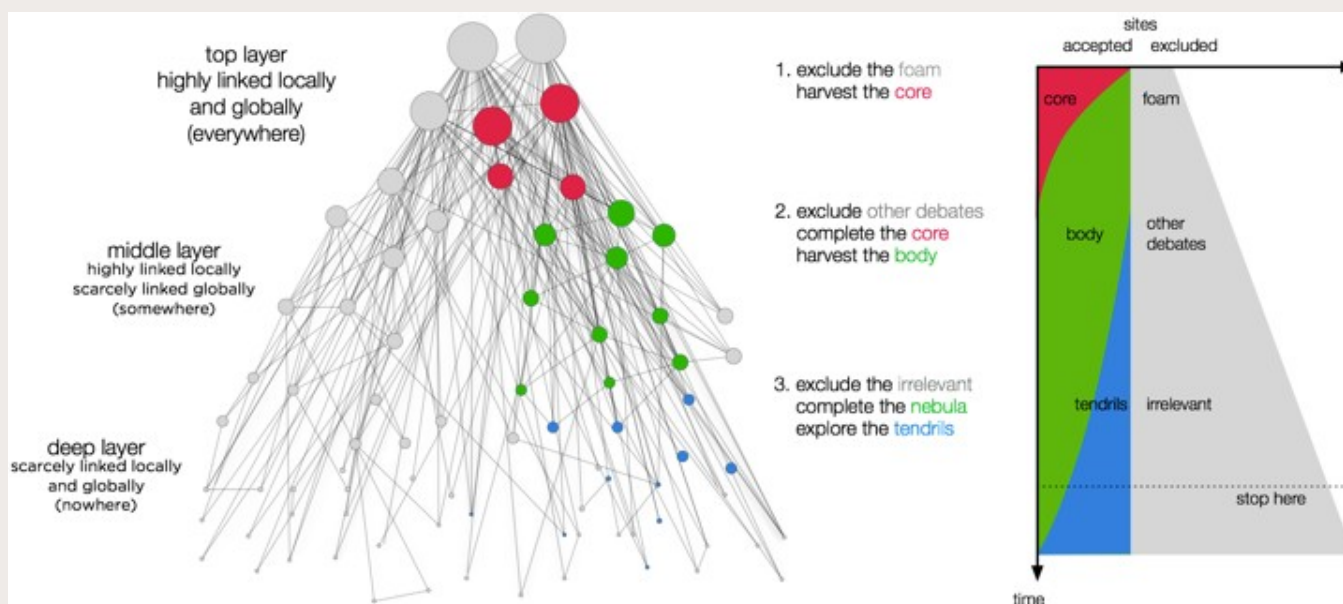 top layer
highly linked locally
and globally
(everywhere)
middle layer
highly linked locally
scarcely linked globally
(somewhere)
deep layer
scarcely linked locally
and globally
(nowhere)
1. exclude the foam
harvest the core
2. exclude other debates
complete the core
harvest the body
3. exclude the irrelevant
complete the nebula
explore the tendrils
sites
accepted excluded
core foam
body other
debates
tendrils irrelevant
stop here
time